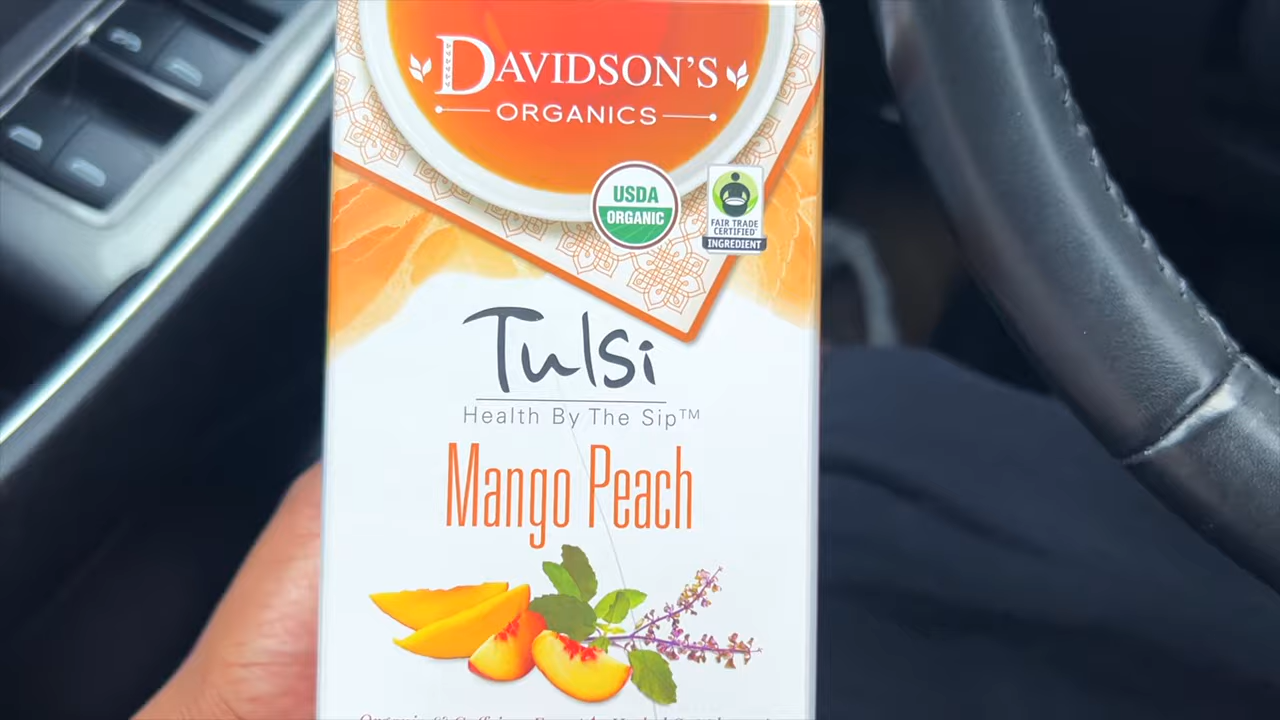 DAVIDSON'S
ORGANICS
USDA
ORGANIC
FAIR TRADE
CERTIFIED
INGREDIENT
Tulsi
Health By The Sip™
Mango Peach